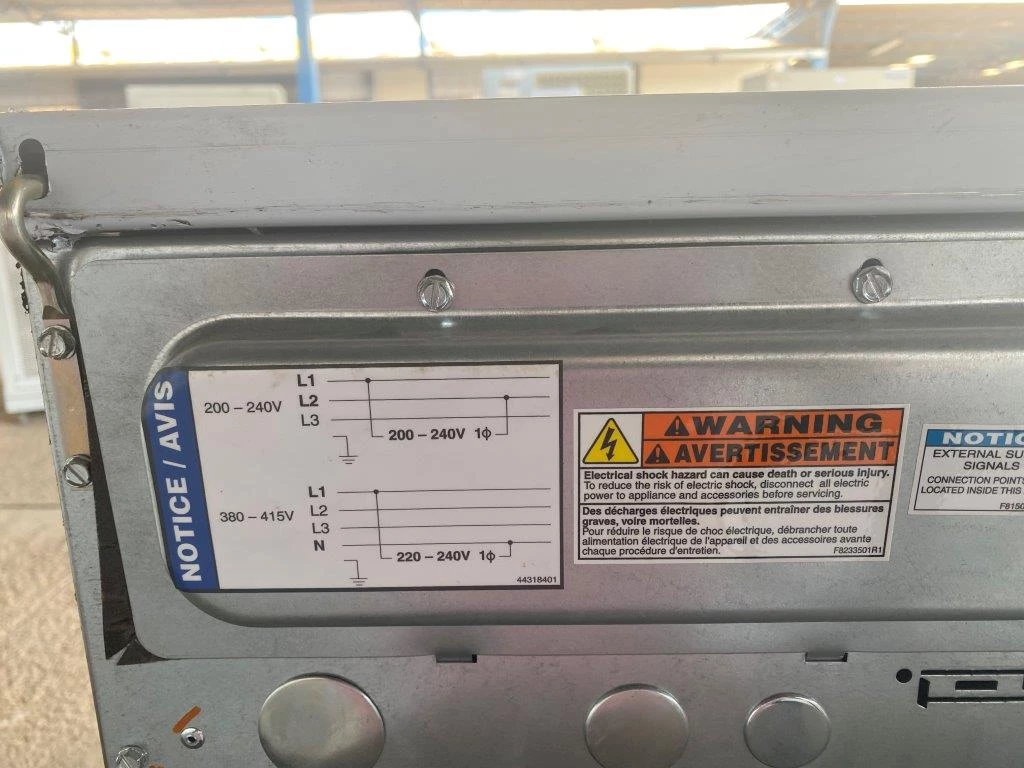 NOTICE / AVIS
200 – 240V
L1
L2
L3
200 – 240V 1ϕ
380 – 415V
L1
L2
L3
N
220 – 240V 1ϕ
44318401
WARNING
AVERTISSEMENT
Electrical shock hazard can cause death or serious injury.
To reduce the risk of electric shock, disconnect all electric
power to appliance and accessories before servicing.
Des décharges électriques peuvent entraîner des blessures
graves, voire mortelles.
Pour réduire le risque de choc électrique, débrancher toute
alimentation électrique de l'appareil et des accessoires avante
chaque procédure d'entretien.
F8233501R1
NOTIC
EXTERNAL SU
SIGNALS
CONNECTION POINTS
LOCATED INSIDE THIS
F8150